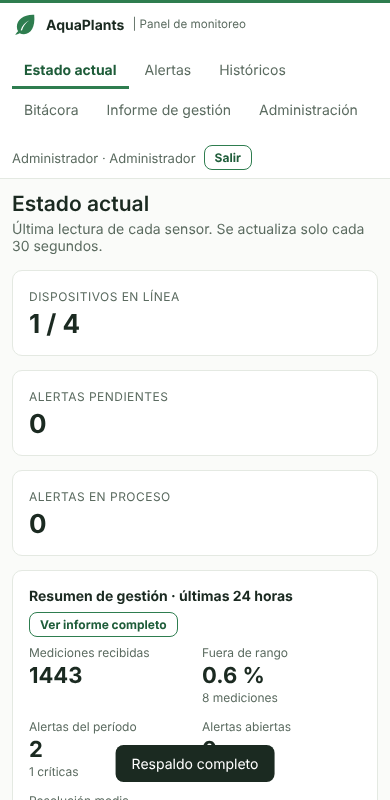 AquaPlants | Panel de monitoreo
Estado actual Alertas Históricos
Bitácora Informe de gestión Administración
Administrador · Administrador Salir
Estado actual
Última lectura de cada sensor. Se actualiza solo cada
30 segundos.
DISPOSITIVOS EN LÍNEA
1 / 4
ALERTAS PENDIENTES
0
ALERTAS EN PROCESO
0
Resumen de gestión · últimas 24 horas
Ver informe completo
Mediciones recibidas Fuera de rango
1443 0.6 %
8 mediciones
Alertas del período Alertas abiertas
2
1 críticas
Respaldo completo
Resolución media